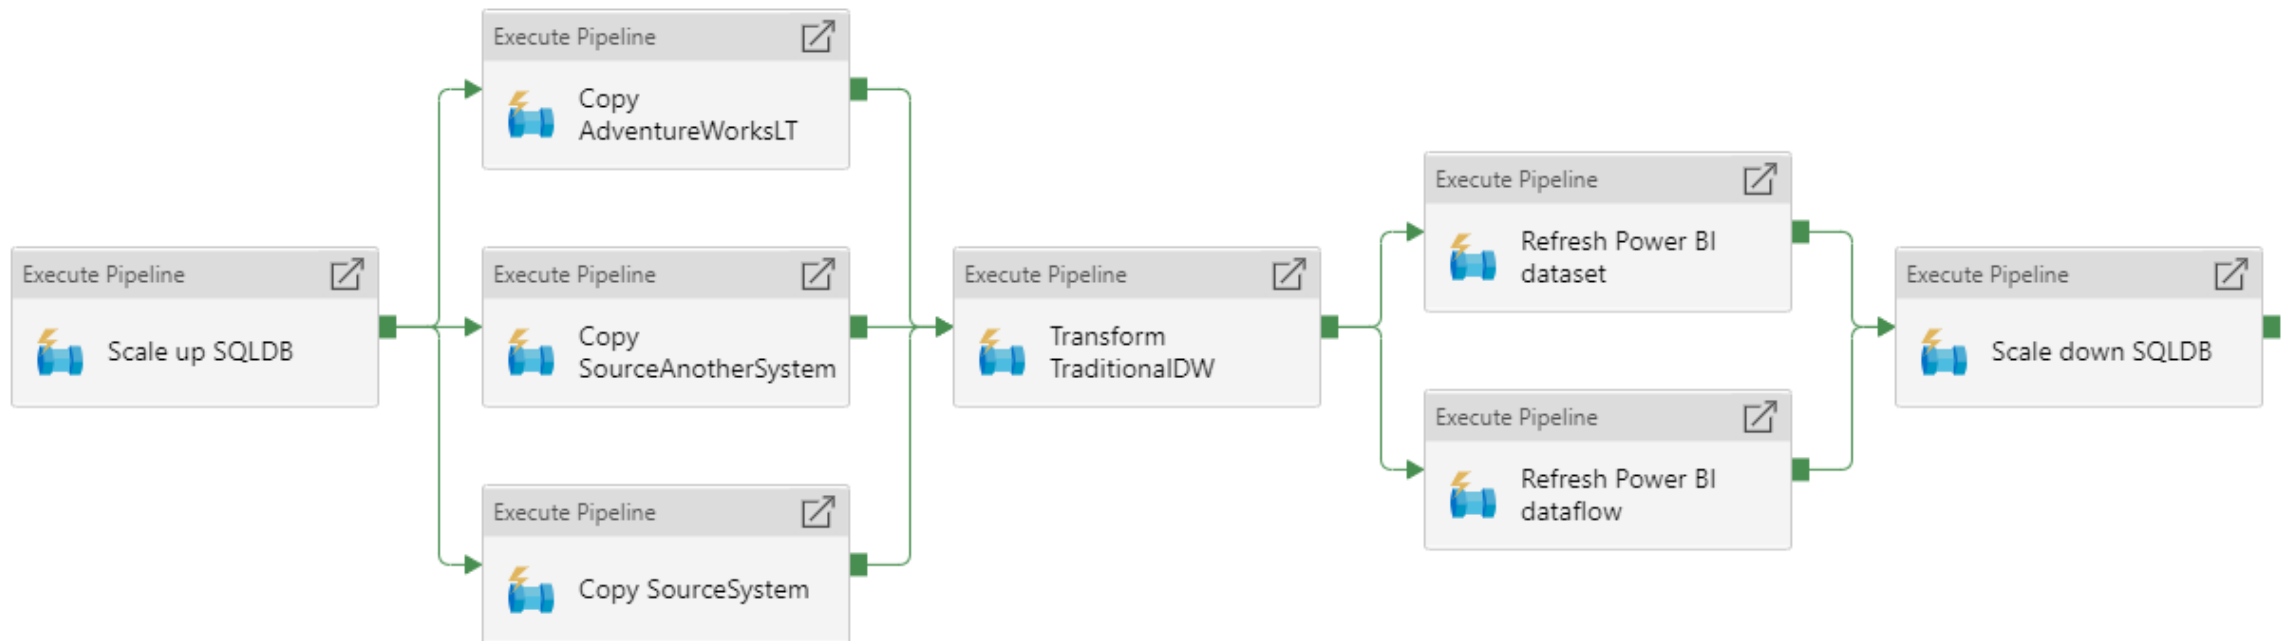 Execute Pipeline
Scale up SQLDB
Execute Pipeline
Copy
AdventureWorksLT
Execute Pipeline
Copy
SourceAnotherSystem
Execute Pipeline
Copy SourceSystem
Execute Pipeline
Transform
TraditionalDW
Execute Pipeline
Refresh Power BI
dataset
Execute Pipeline
Refresh Power BI
dataflow
Execute Pipeline
Scale down SQLDB